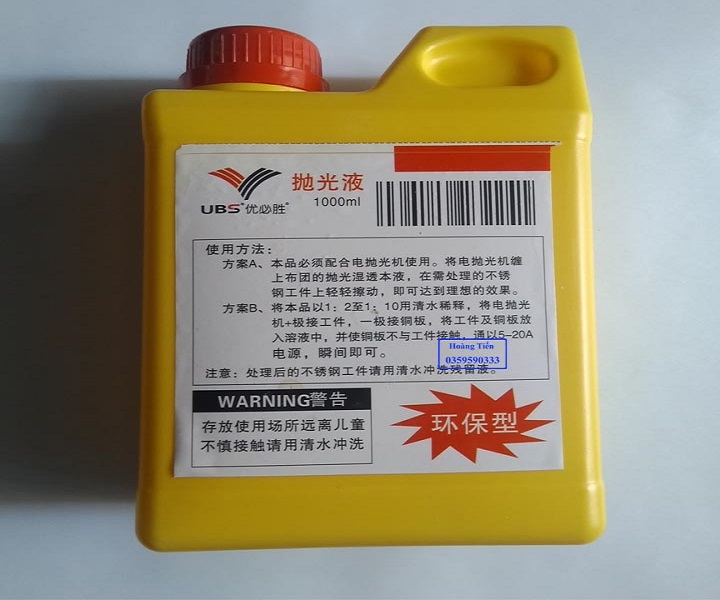 抛光液
1000ml
UBS®优必胜®
使用方法：
方案A、本品必须配合电抛光机使用。将电抛光机缠
上布团的抛光湿透本液，在需处理的不锈
钢工件上轻轻擦动，即可达到理想的效果。
方案B、将本品以1：2至1：10用清水稀释，将电抛光
机+极接工件，一极接铜板，将工件及铜板放
入溶液中，并使铜板不与工件接触，通以5-20A
电源，瞬间即可。
Hoàng Tiến
0359590333
注意：处理后的不锈钢工件请用清水冲洗残留液。
WARNING警告
存放使用场所远离儿童
不慎接触请用清水冲洗
环保型